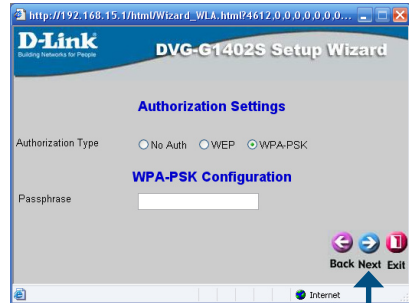 http://192.168.15.1/html/Wizard_WLA.html?4612,0,0,0,0,0,0,0...
D-Link
Building Networks for People
DVG-G1402S Setup Wizard
Authorization Settings
Authorization Type
No Auth
WEP
WPA-PSK
WPA-PSK Configuration
Passphrase
Back Next Exit
Internet